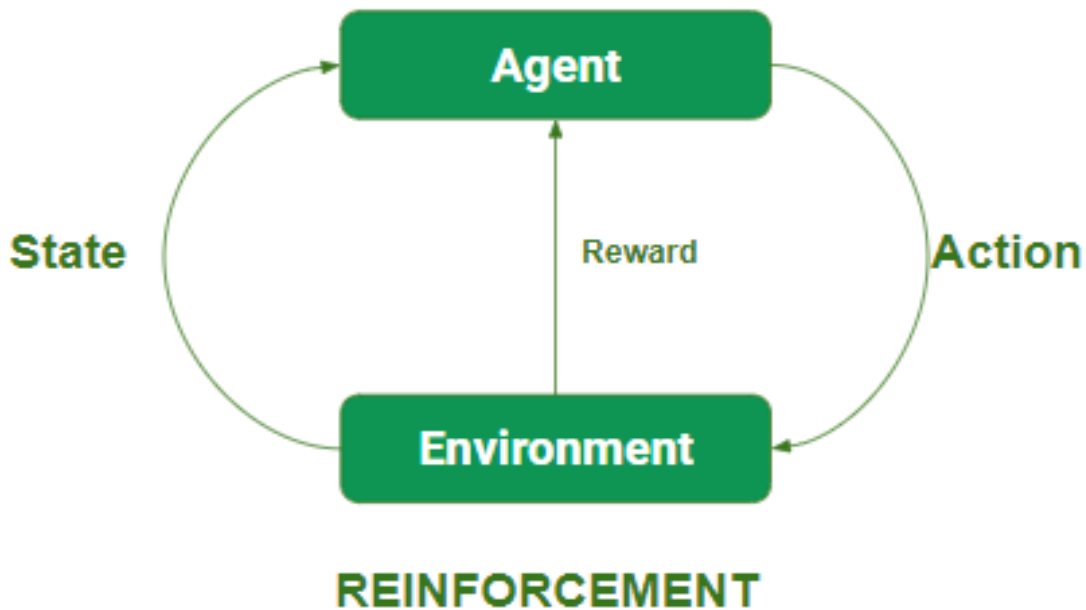 Agent
State
Reward
Action
Environment
REINFORCEMENT